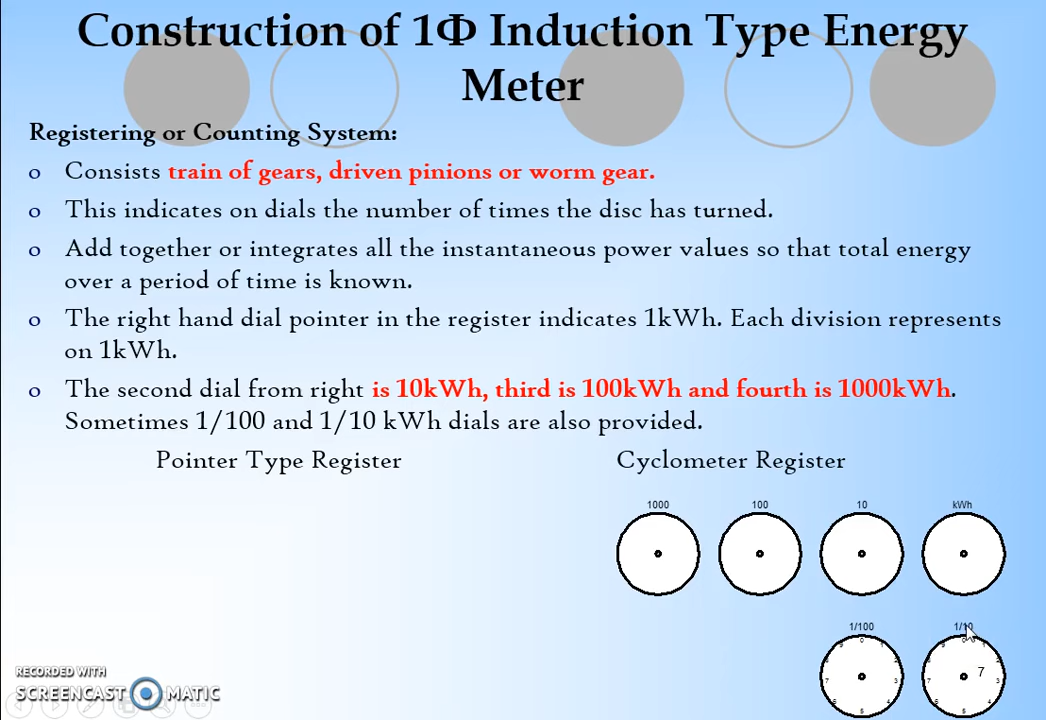 Construction of 1Φ Induction Type Energy
Meter
Registering or Counting System:
o Consists train of gears, driven pinions or worm gear.
o This indicates on dials the number of times the disc has turned.
o Add together or integrates all the instantaneous power values so that total energy
over a period of time is known.
o The right hand dial pointer in the register indicates 1kWh. Each division represents
on 1kWh.
o The second dial from right is 10kWh, third is 100kWh and fourth is 1000kWh.
Sometimes 1/100 and 1/10 kWh dials are also provided.
Pointer Type Register Cyclometer Register
1000 100 10 kWh
1/100 1/10
7
RECORDED WITH
SCREENCAST MATIC